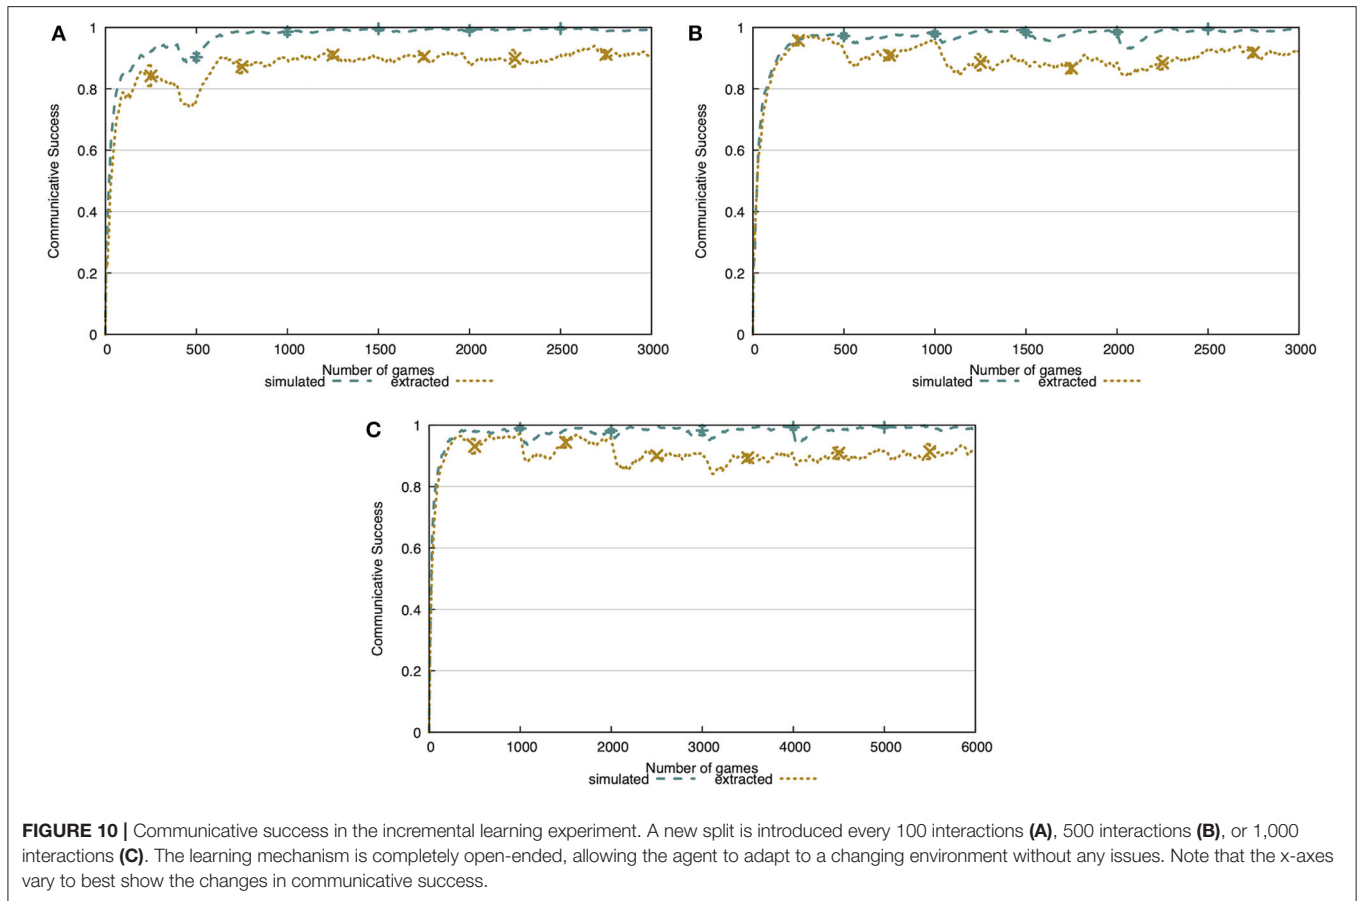 A
1
0.8
0.6
0.4
0.2
0
Communicative Success
0 500 1000 1500 2000 2500 3000
Number of games
simulated extracted
B
1
0.8
0.6
0.4
0.2
0
Communicative Success
0 500 1000 1500 2000 2500 3000
Number of games
simulated extracted
C
1
0.8
0.6
0.4
0.2
0
Communicative Success
0 1000 2000 3000 4000 5000 6000
Number of games
simulated extracted
FIGURE 10 | Communicative success in the incremental learning experiment. A new split is introduced every 100 interactions (A), 500 interactions (B), or 1,000
interactions (C). The learning mechanism is completely open-ended, allowing the agent to adapt to a changing environment without any issues. Note that the x-axes
vary to best show the changes in communicative success.